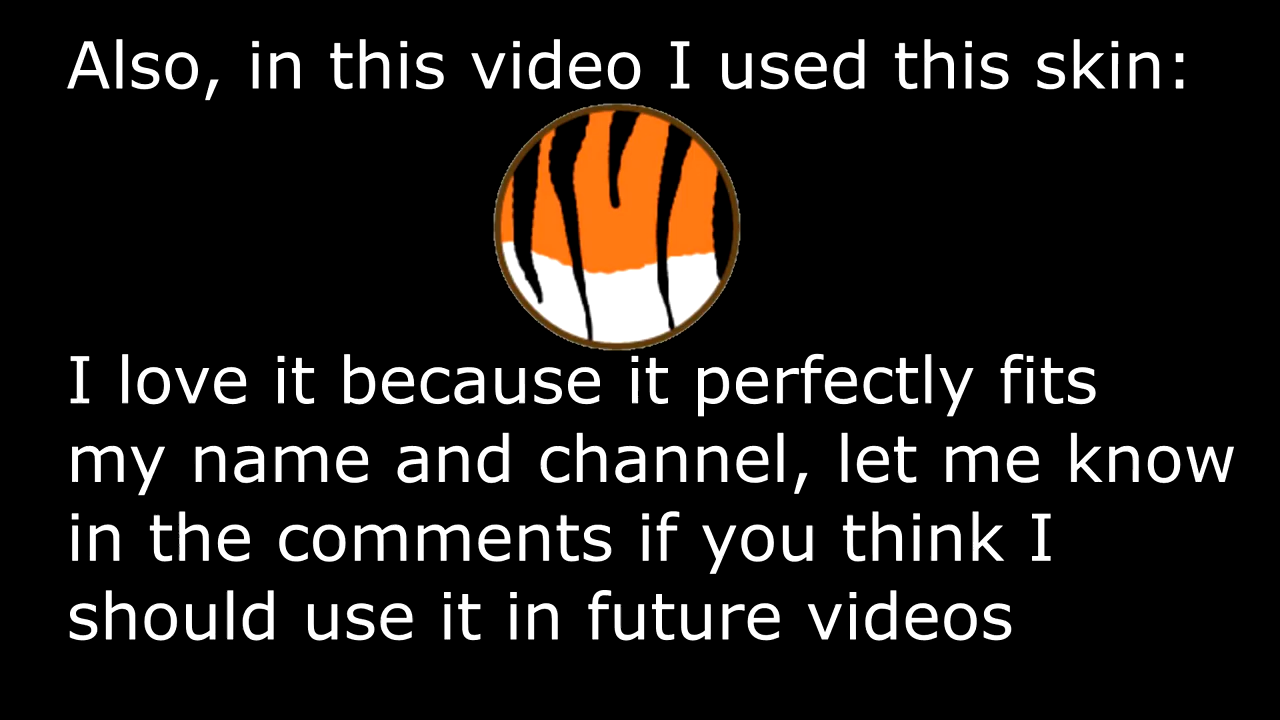 Also, in this video I used this skin:
I love it because it perfectly fits
my name and channel, let me know
in the comments if you think I
should use it in future videos